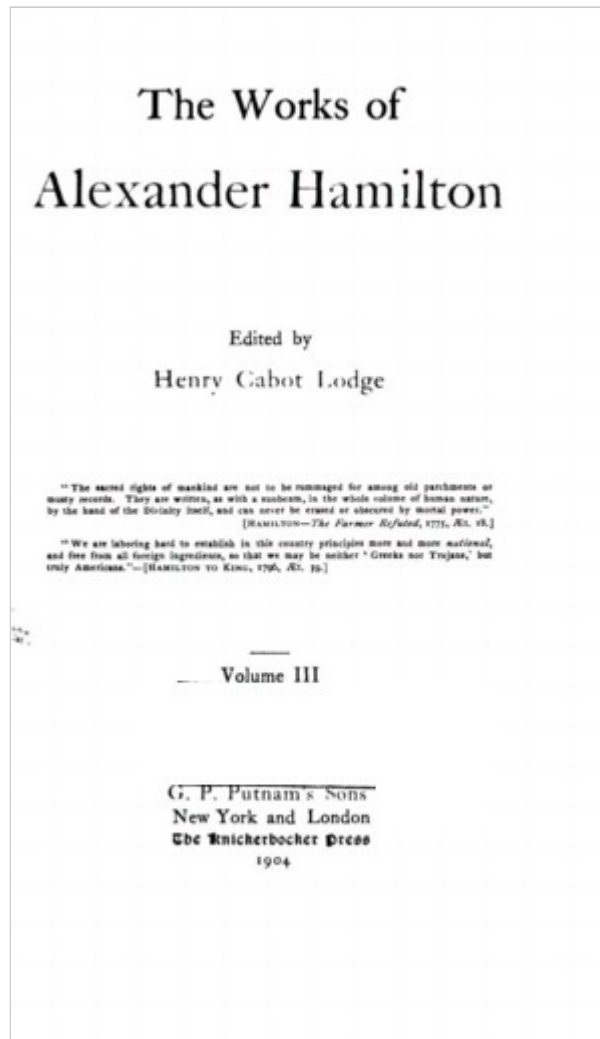 The Works of
Alexander Hamilton
Edited by
Henry Cabot Lodge
"The sacred rights of mankind are not to be rummaged for among old parchments or
musty records. They are written, as with a sunbeam, in the whole volume of human nature,
by the hand of the Divinity itself, and can never be erased or obscured by mortal power."
[HAMILTON—The Farmer Refuted, 1775, Æt. 18.]
"We are laboring hard to establish in this country principles more and more national,
and free from all foreign ingredients, so that we may be neither 'Greeks nor Trojans,' but
truly Americans."—[HAMILTON TO KING, 1796, Æt. 39.]
Volume III
G. P. Putnam's Sons
New York and London
The Knickerbocker Press
1904